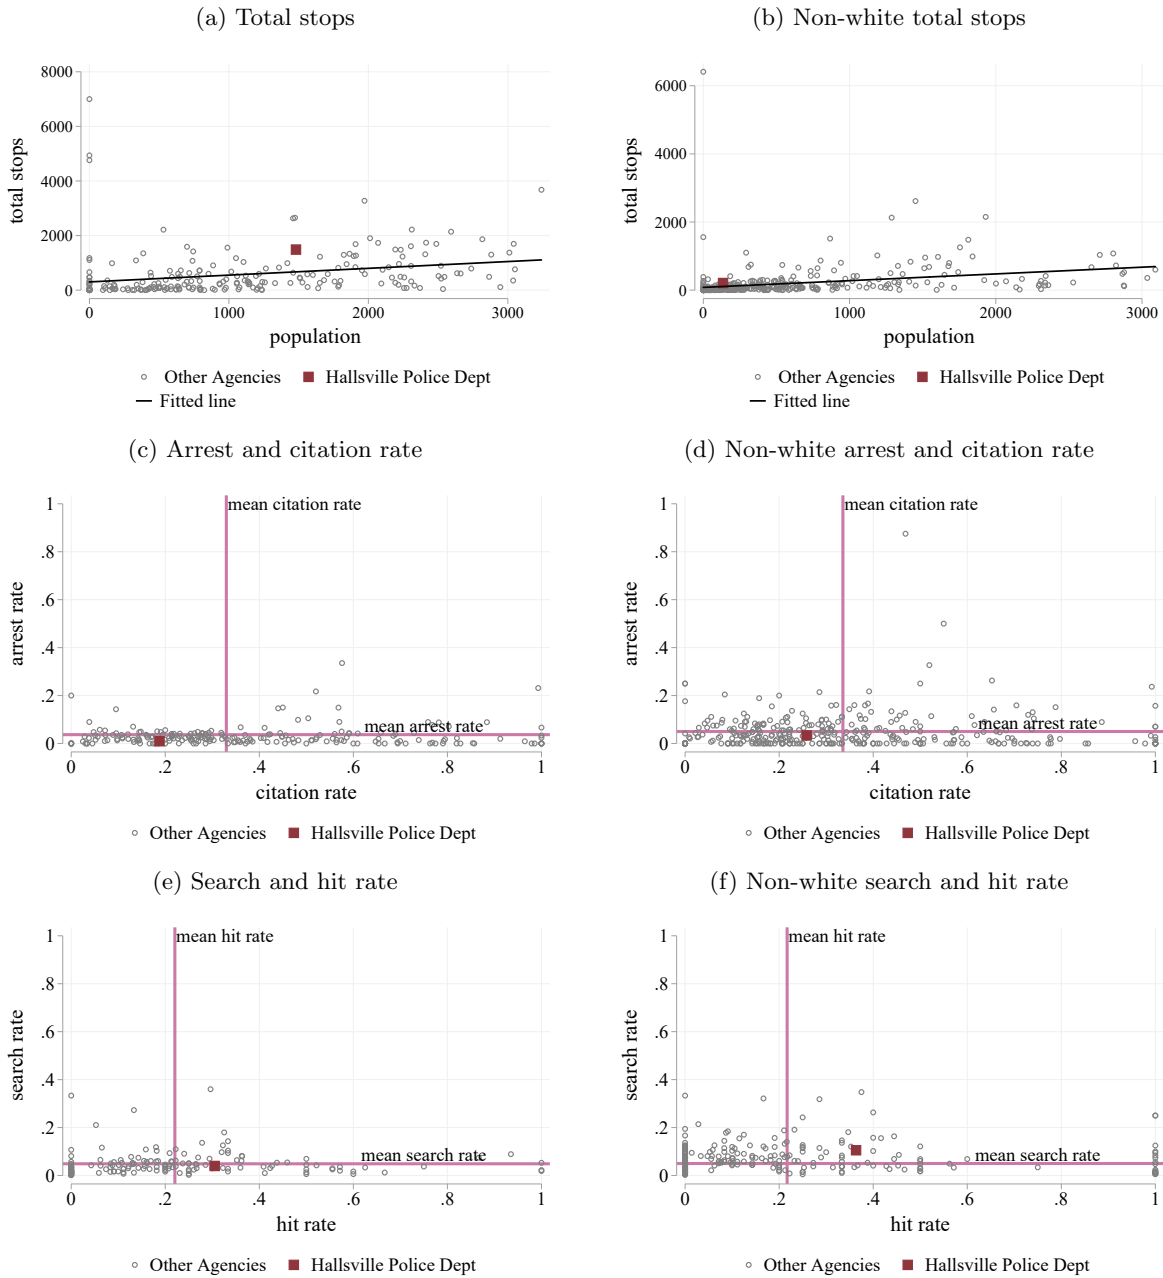 (a) Total stops
(b) Non-white total stops
8000
6000
4000
2000
0
total stops
0
1000
2000
3000
population
○ Other Agencies ■ Hallsville Police Dept
— Fitted line
6000
4000
2000
0
total stops
0
1000
2000
3000
population
○ Other Agencies ■ Hallsville Police Dept
— Fitted line
(c) Arrest and citation rate
(d) Non-white arrest and citation rate
1
.8
.6
.4
.2
0
arrest rate
mean citation rate
mean arrest rate
0
.2
.4
.6
.8
1
citation rate
○ Other Agencies ■ Hallsville Police Dept
1
.8
.6
.4
.2
0
arrest rate
mean citation rate
mean arrest rate
0
.2
.4
.6
.8
1
citation rate
○ Other Agencies ■ Hallsville Police Dept
(e) Search and hit rate
(f) Non-white search and hit rate
1
.8
.6
.4
.2
0
search rate
mean hit rate
mean search rate
0
.2
.4
.6
.8
1
hit rate
○ Other Agencies ■ Hallsville Police Dept
1
.8
.6
.4
.2
0
search rate
mean hit rate
mean search rate
0
.2
.4
.6
.8
1
hit rate
○ Other Agencies ■ Hallsville Police Dept